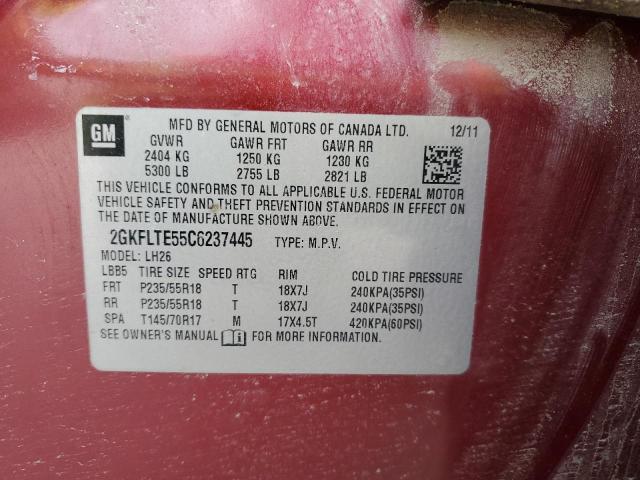 GM
MFD BY GENERAL MOTORS OF CANADA LTD. 12/11
GVWR GAWR FRT GAWR RR
2404 KG 1250 KG 1230 KG
5300 LB 2755 LB 2821 LB
THIS VEHICLE CONFORMS TO ALL APPLICABLE U.S. FEDERAL MOTOR
VEHICLE SAFETY AND THEFT PREVENTION STANDARDS IN EFFECT ON
THE DATE OF MANUFACTURE SHOWN ABOVE.
2GKFLTE55C6237445 TYPE: M.P.V.
MODEL: LH26
LBB5 TIRE SIZE SPEED RTG RIM COLD TIRE PRESSURE
FRT P235/55R18 T 18X7J 240KPA(35PSI)
RR P235/55R18 T 18X7J 240KPA(35PSI)
SPA T145/70R17 M 17X4.5T 420KPA(60PSI)
SEE OWNER'S MANUAL FOR MORE INFORMATION.